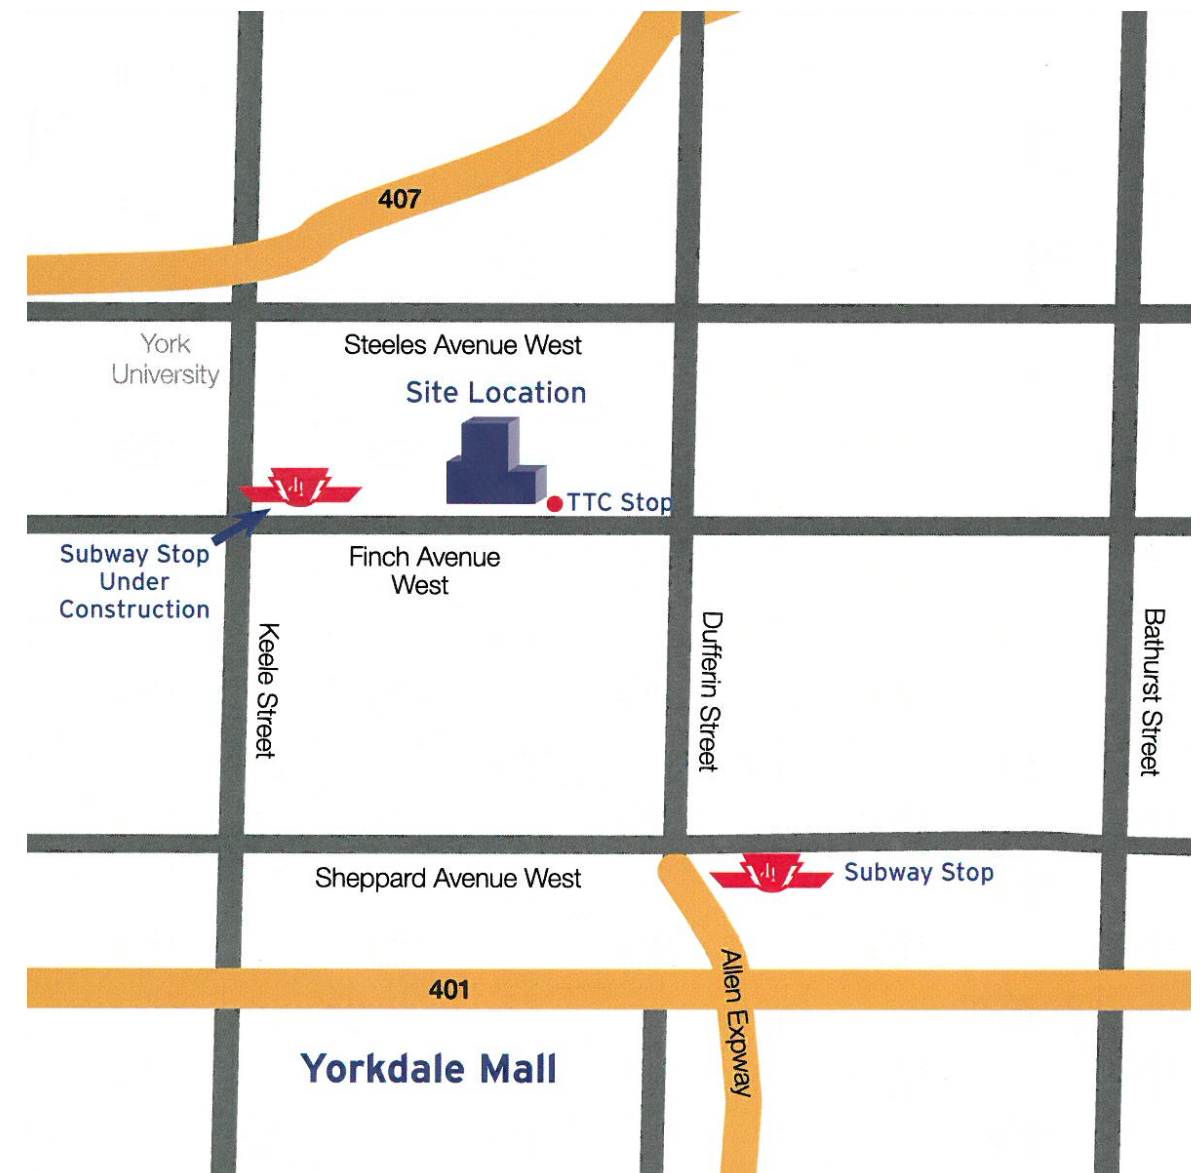 407
York
University
Steeles Avenue West
Site Location
TTC Stop
Subway Stop
Under
Construction
Finch Avenue
West
Keele Street
Dufferin Street
Bathurst Street
Sheppard Avenue West
Subway Stop
401
Allen Expway
Yorkdale Mall